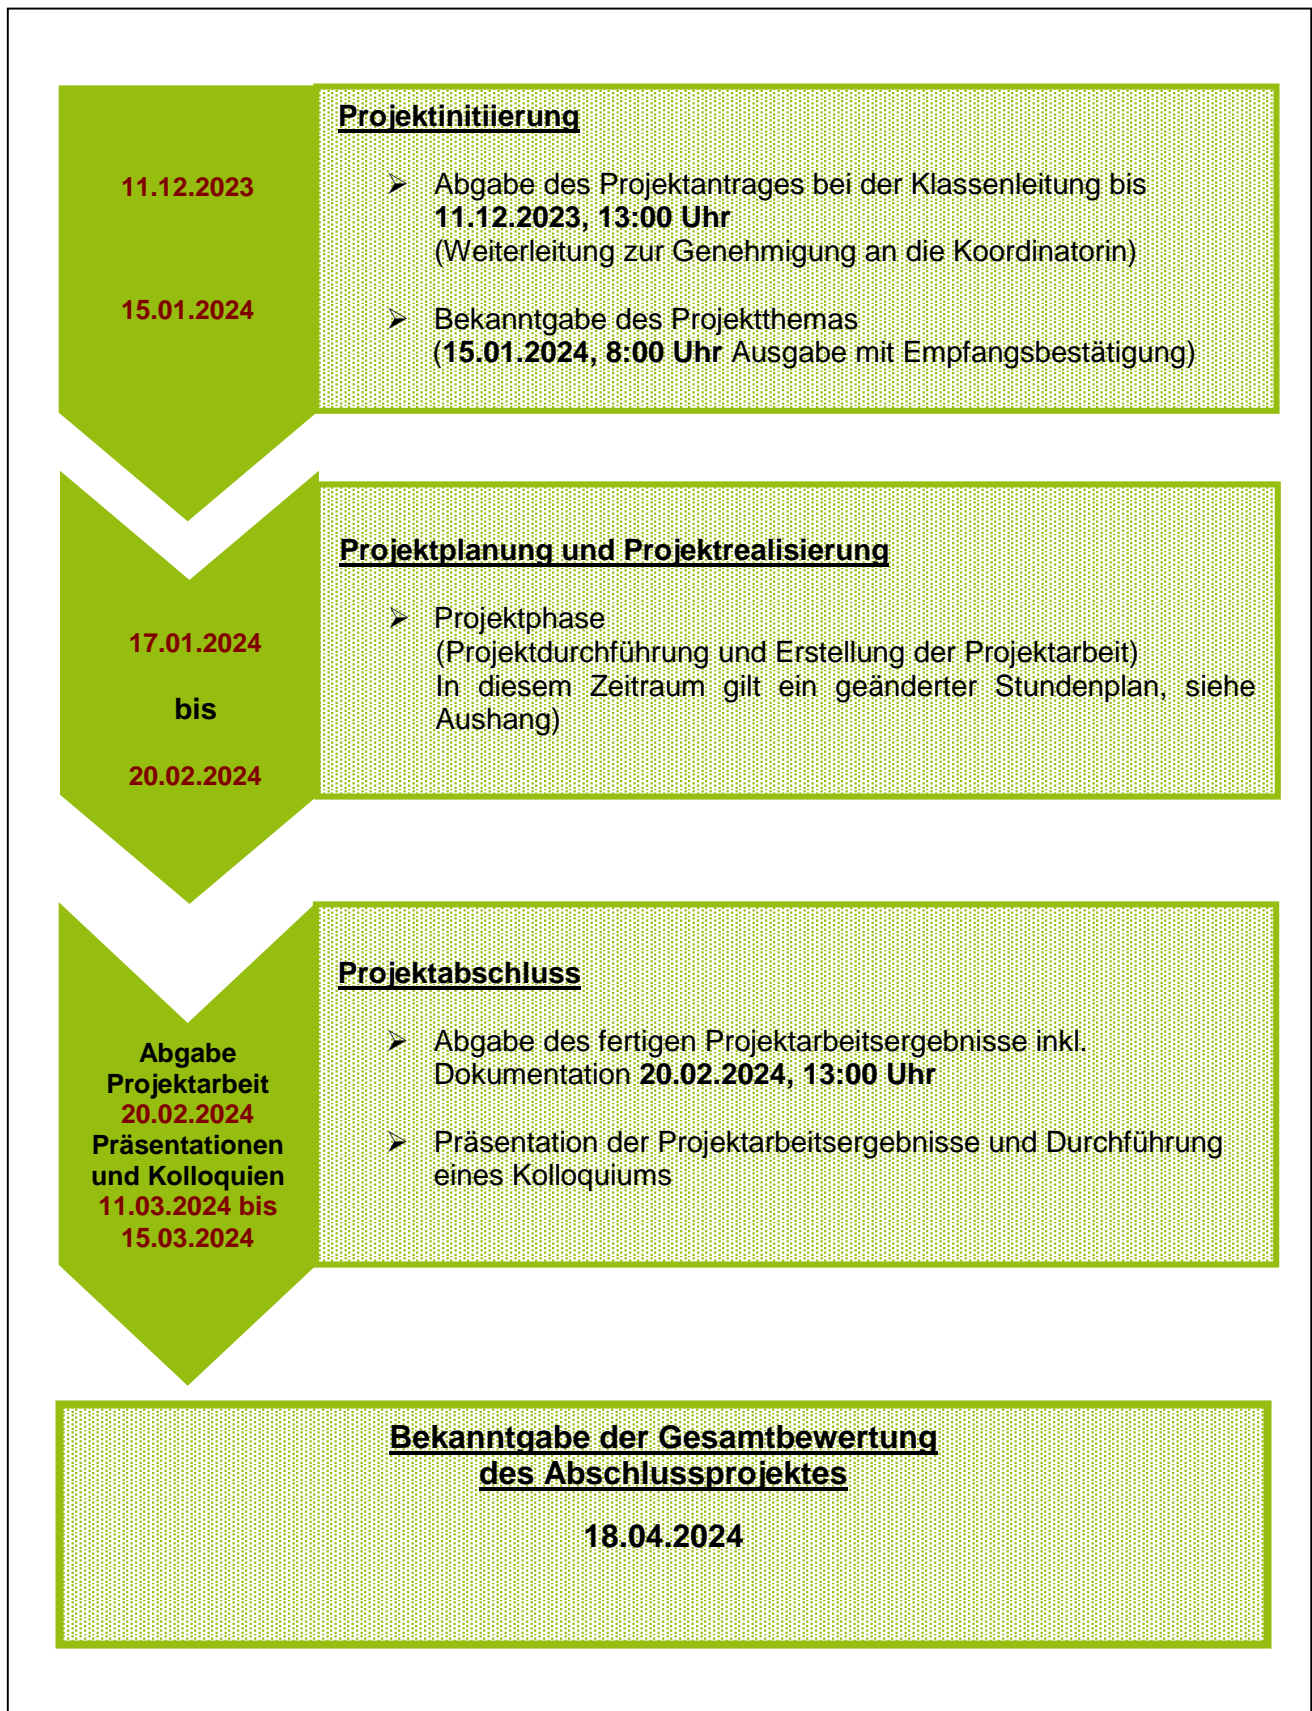 11.12.2023
15.01.2024
Projektinitiierung
➢ Abgabe des Projektantrages bei der Klassenleitung bis
11.12.2023, 13:00 Uhr
(Weiterleitung zur Genehmigung an die Koordinatorin)
➢ Bekanntgabe des Projektthemas
(15.01.2024, 8:00 Uhr Ausgabe mit Empfangsbestätigung)
17.01.2024
bis
20.02.2024
Projektplanung und Projektrealisierung
➢ Projektphase
(Projektdurchführung und Erstellung der Projektarbeit)
In diesem Zeitraum gilt ein geänderter Stundenplan, siehe
Aushang)
Abgabe
Projektarbeit
20.02.2024
Präsentationen
und Kolloquien
11.03.2024 bis
15.03.2024
Projektabschluss
➢ Abgabe des fertigen Projektarbeitsergebnisse inkl.
Dokumentation 20.02.2024, 13:00 Uhr
➢ Präsentation der Projektarbeitsergebnisse und Durchführung
eines Kolloquiums
Bekanntgabe der Gesamtbewertung
des Abschlussprojektes
18.04.2024